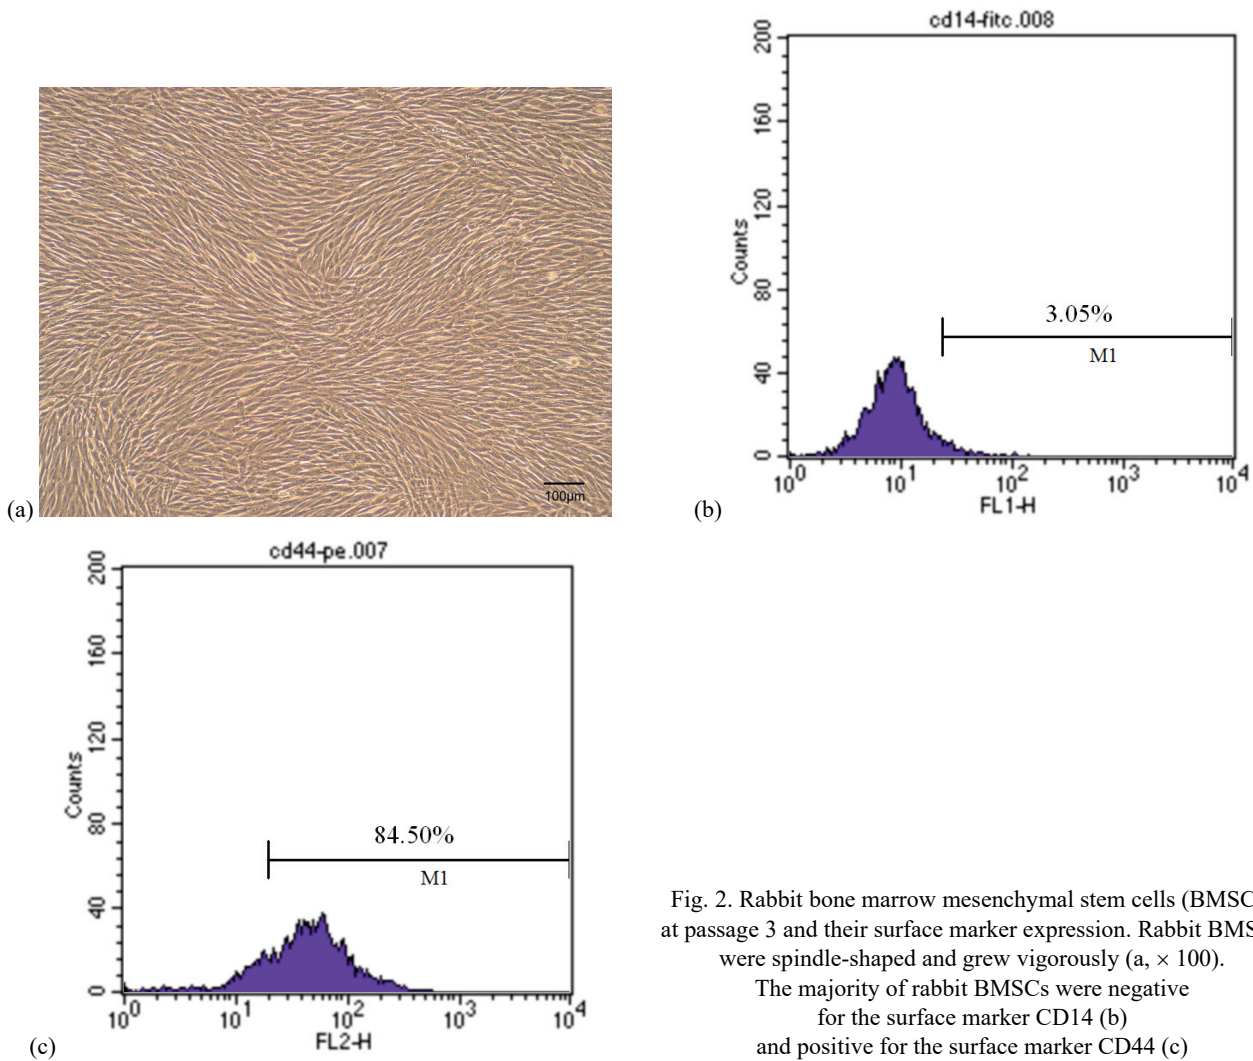 cd14-fitc.008
200
160
120
80
40
0
Counts
3.05%
M1
10^0 10^1 10^2 10^3 10^4
FL1-H
100μm
(a)
(b)
cd44-pe.007
200
160
120
80
40
0
Counts
84.50%
M1
10^0 10^1 10^2 10^3 10^4
FL2-H
(c)
Fig. 2. Rabbit bone marrow mesenchymal stem cells (BMSC
at passage 3 and their surface marker expression. Rabbit BMS
were spindle-shaped and grew vigorously (a, × 100).
The majority of rabbit BMSCs were negative
for the surface marker CD14 (b)
and positive for the surface marker CD44 (c)